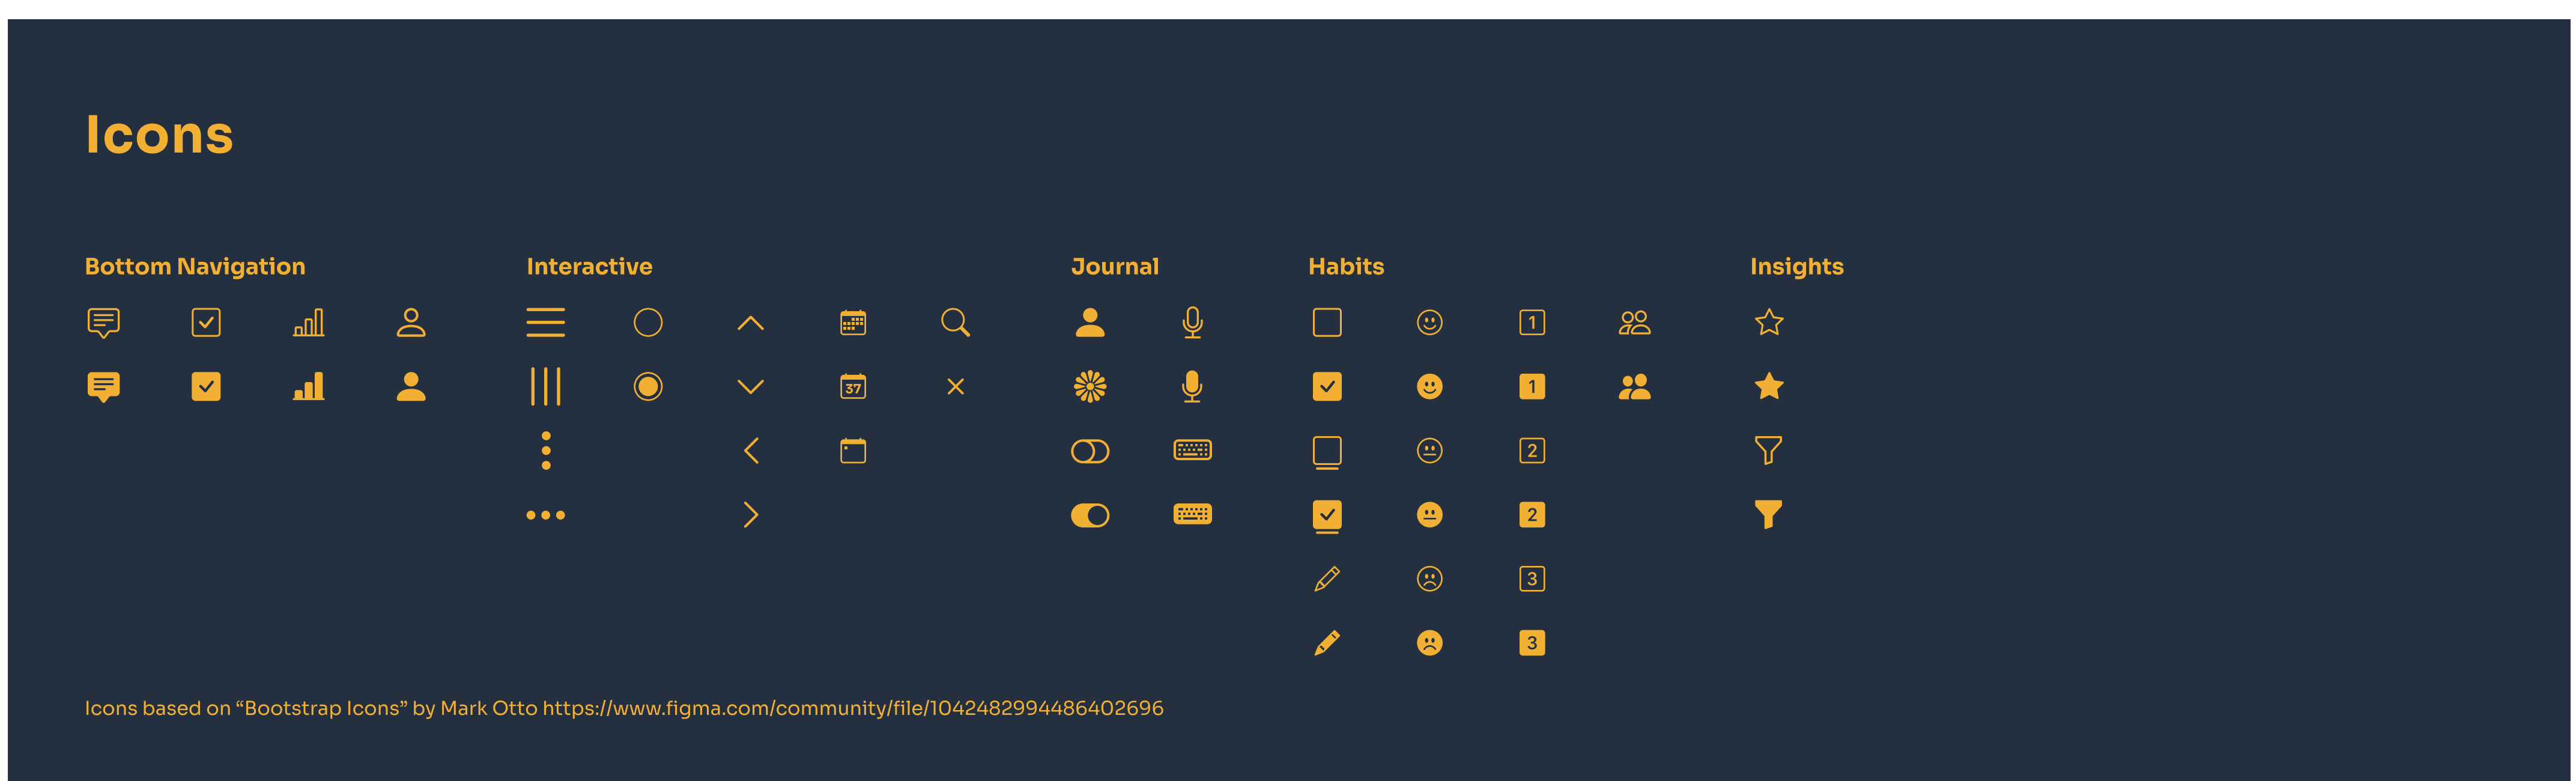 Icons
Bottom Navigation
Interactive
Journal
Habits
Insights
1
37
1
2
2
3
3
Icons based on “Bootstrap Icons” by Mark Otto https://www.figma.com/community/file/1042482994486402696